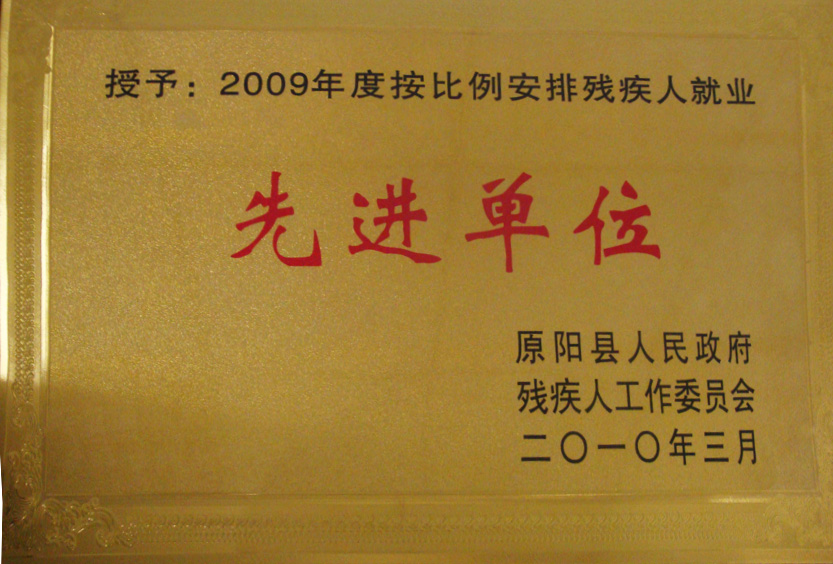 授予：2009年度按比例安排残疾人就业
先进单位
原阳县人民政府
残疾人工作委员会
二〇一〇年三月